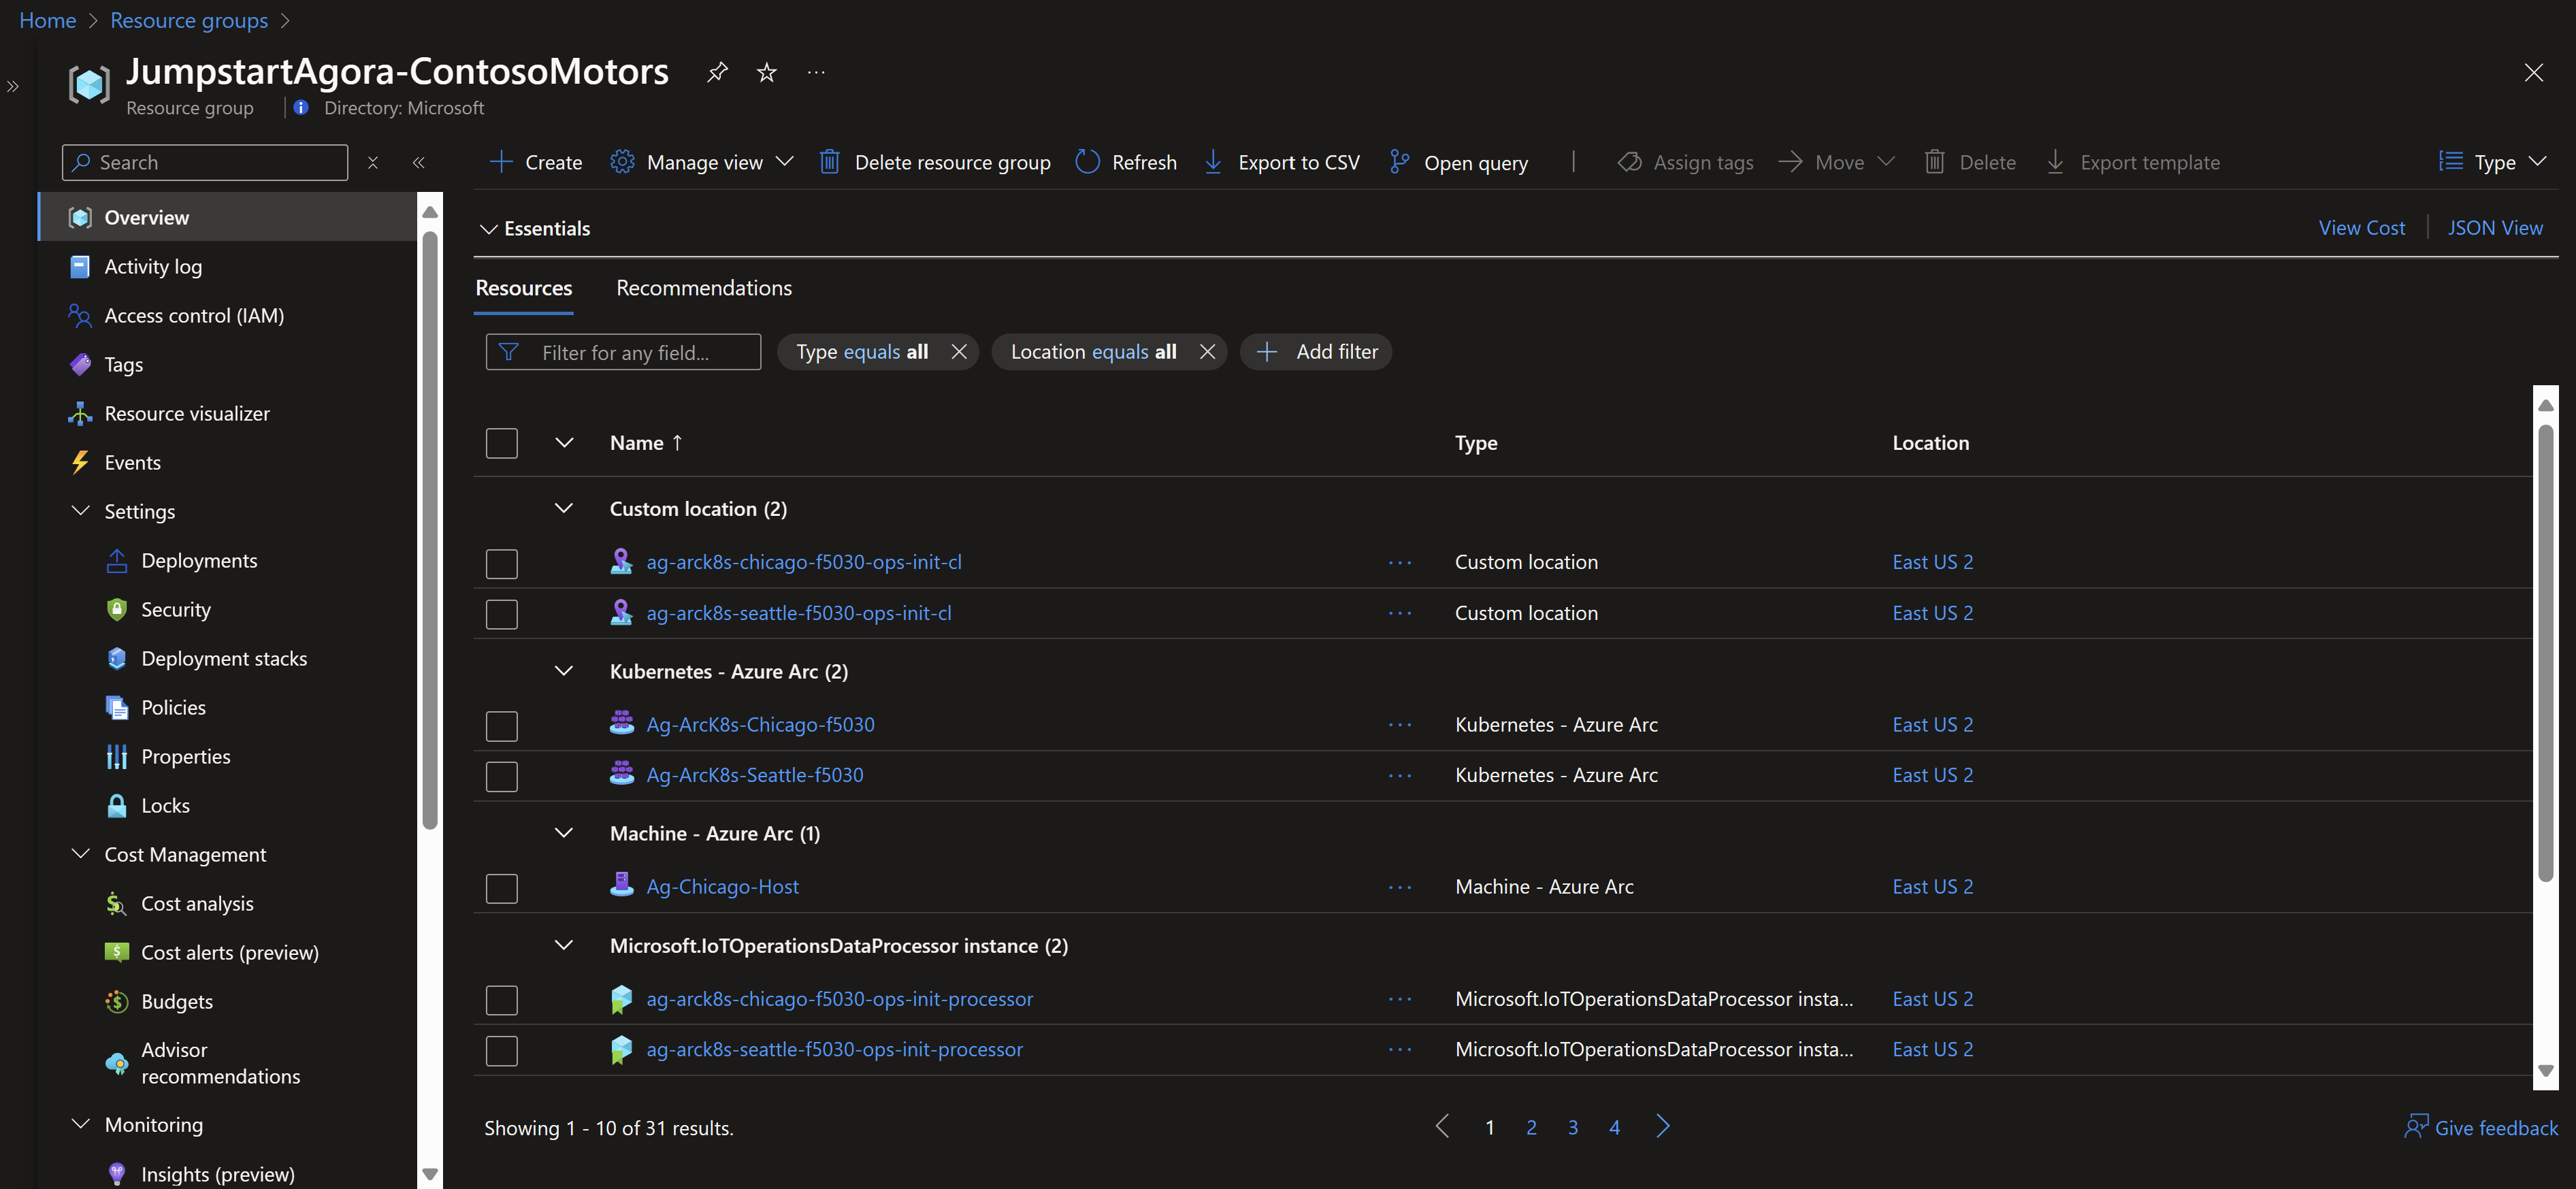 Home > Resource groups >
JumpstartAgora-ContosoMotors
Resource group | Directory: Microsoft
Search
Create
Manage view
Delete resource group
Refresh
Export to CSV
Open query
Assign tags
Move
Delete
Export template
Type
Overview
Activity log
Access control (IAM)
Tags
Resource visualizer
Events
Settings
Deployments
Security
Deployment stacks
Policies
Properties
Locks
Cost Management
Cost analysis
Cost alerts (preview)
Budgets
Advisor
recommendations
Monitoring
Insights (preview)
Essentials
View Cost | JSON View
Resources Recommendations
Filter for any field...
Type equals all
Location equals all
Add filter
Name ↑ Type Location
Custom location (2)
ag-arck8s-chicago-f5030-ops-init-cl ... Custom location East US 2
ag-arck8s-seattle-f5030-ops-init-cl ... Custom location East US 2
Kubernetes - Azure Arc (2)
Ag-ArcK8s-Chicago-f5030 ... Kubernetes - Azure Arc East US 2
Ag-ArcK8s-Seattle-f5030 ... Kubernetes - Azure Arc East US 2
Machine - Azure Arc (1)
Ag-Chicago-Host ... Machine - Azure Arc East US 2
Microsoft.IoTOperationsDataProcessor instance (2)
ag-arck8s-chicago-f5030-ops-init-processor ... Microsoft.IoTOperationsDataProcessor insta... East US 2
ag-arck8s-seattle-f5030-ops-init-processor ... Microsoft.IoTOperationsDataProcessor insta... East US 2
Showing 1 - 10 of 31 results.
< 1 2 3 4 >
Give feedback